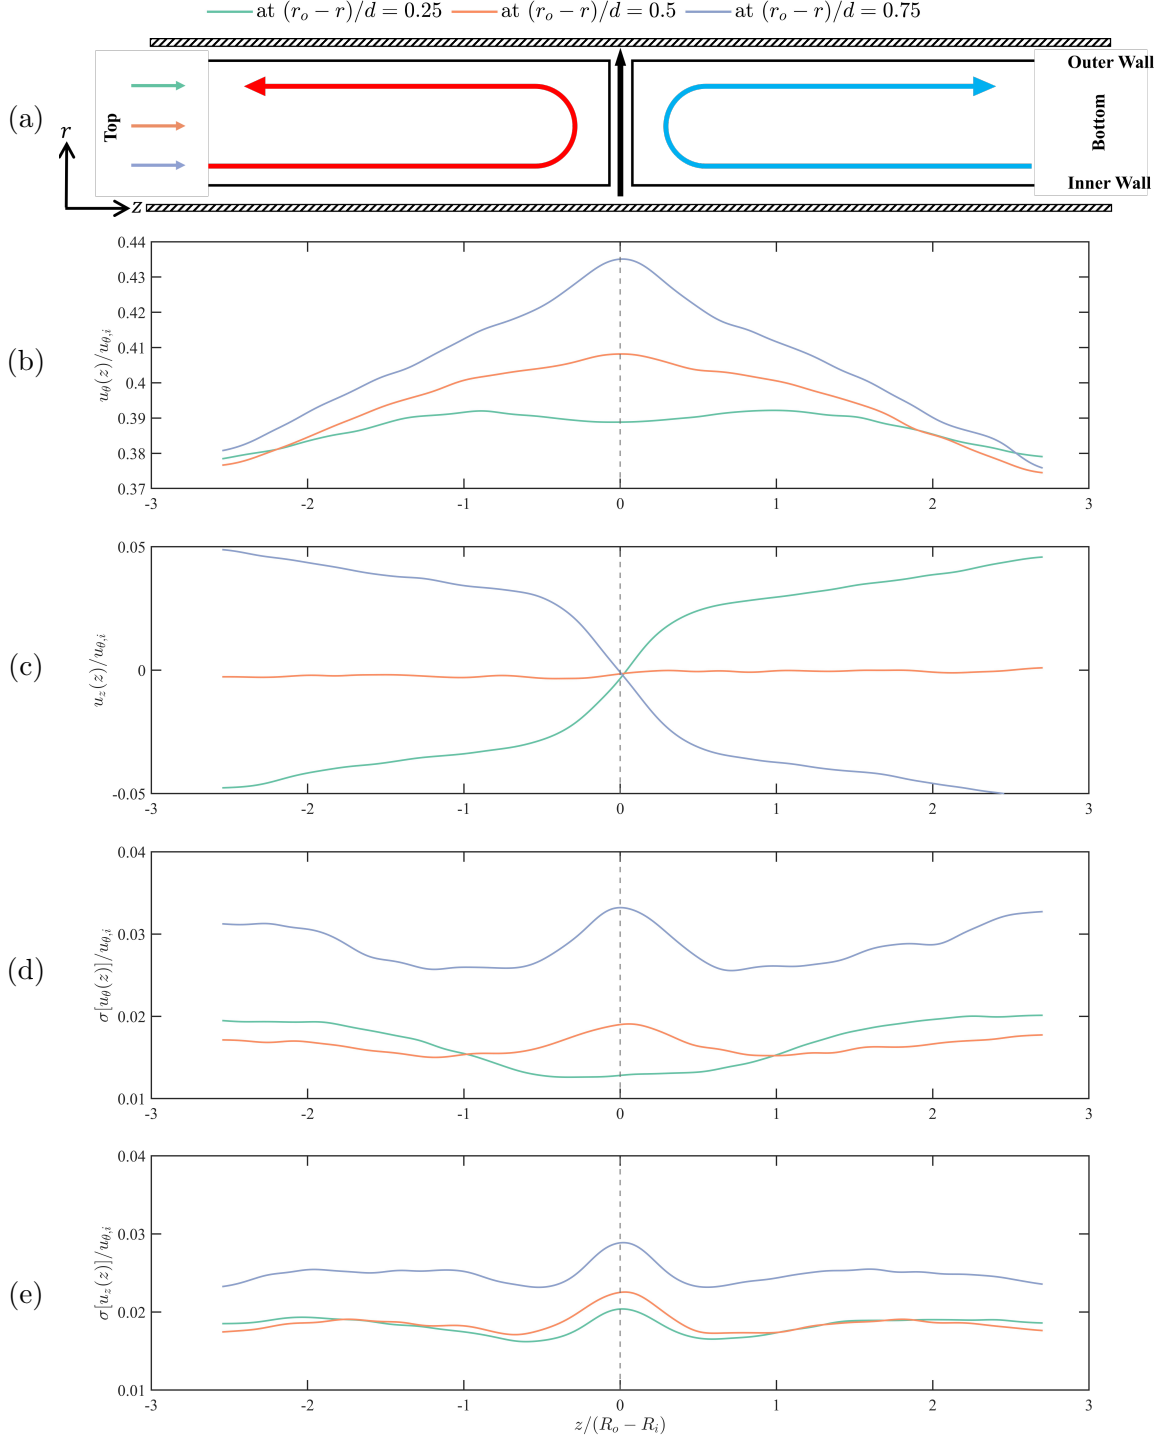 at (r_o − r)/d = 0.25 at (r_o − r)/d = 0.5 at (r_o − r)/d = 0.75
(a)
r
z
Top
Outer Wall
Bottom
Inner Wall
(b)
u_θ(z)/u_{θ,i}
0.44
0.43
0.42
0.41
0.4
0.39
0.38
0.37
-3 -2 -1 0 1 2 3
(c)
u_z(z)/u_{θ,i}
0.05
0
-0.05
-3 -2 -1 0 1 2 3
(d)
σ[u_θ(z)]/u_{θ,i}
0.04
0.03
0.02
0.01
-3 -2 -1 0 1 2 3
(e)
σ[u_z(z)]/u_{θ,i}
0.04
0.03
0.02
0.01
-3 -2 -1 0 1 2 3
z/(R_o − R_i)